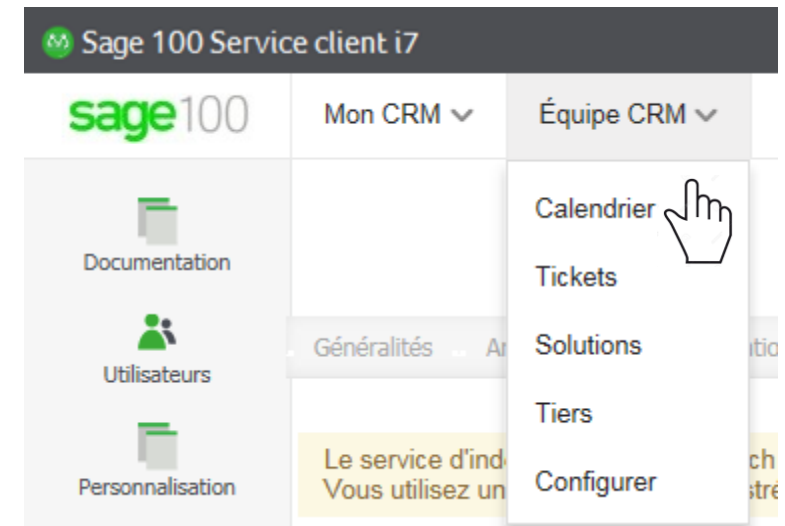 Sage 100 Service client i7
sage100
Mon CRM
Équipe CRM
Calendrier
Tickets
Solutions
Tiers
Configurer
Documentation
Utilisateurs
Personnalisation
Généralités
Le service
Vous utilisez un